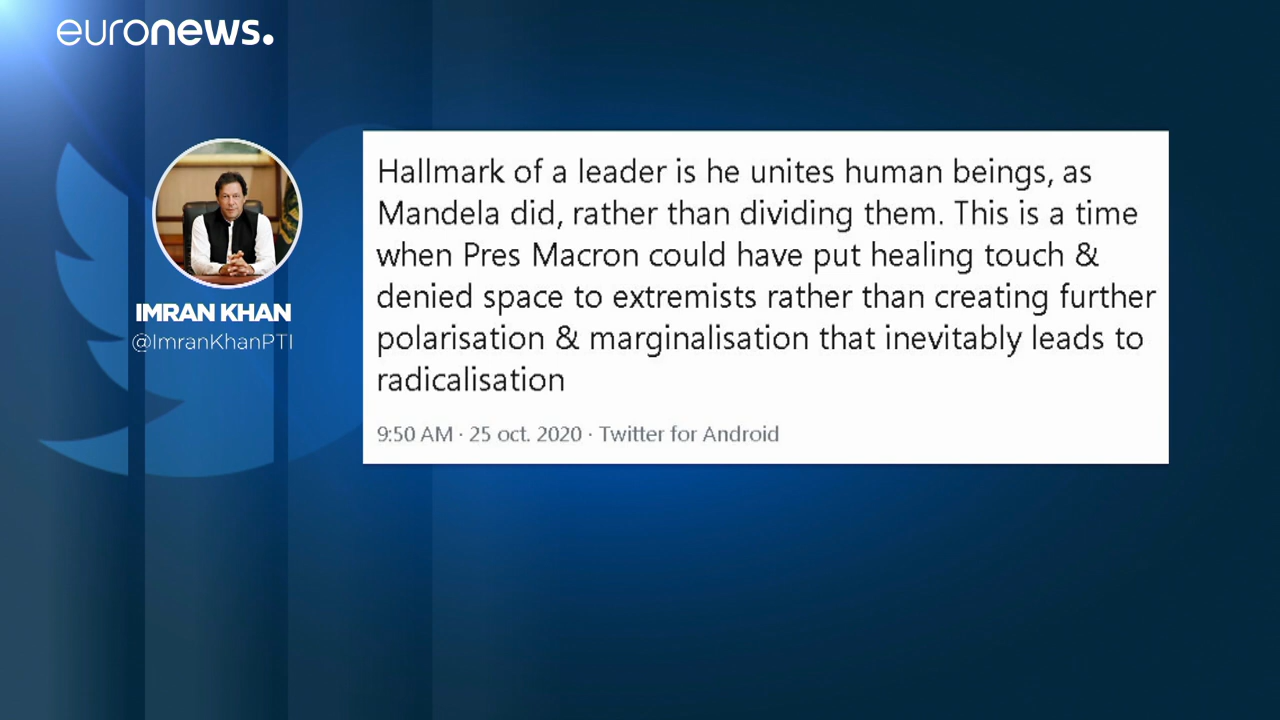 euronews.
IMRAN KHAN
@ImranKhanPTI
Hallmark of a leader is he unites human beings, as
Mandela did, rather than dividing them. This is a time
when Pres Macron could have put healing touch &
denied space to extremists rather than creating further
polarisation & marginalisation that inevitably leads to
radicalisation
9:50 AM · 25 oct. 2020 · Twitter for Android